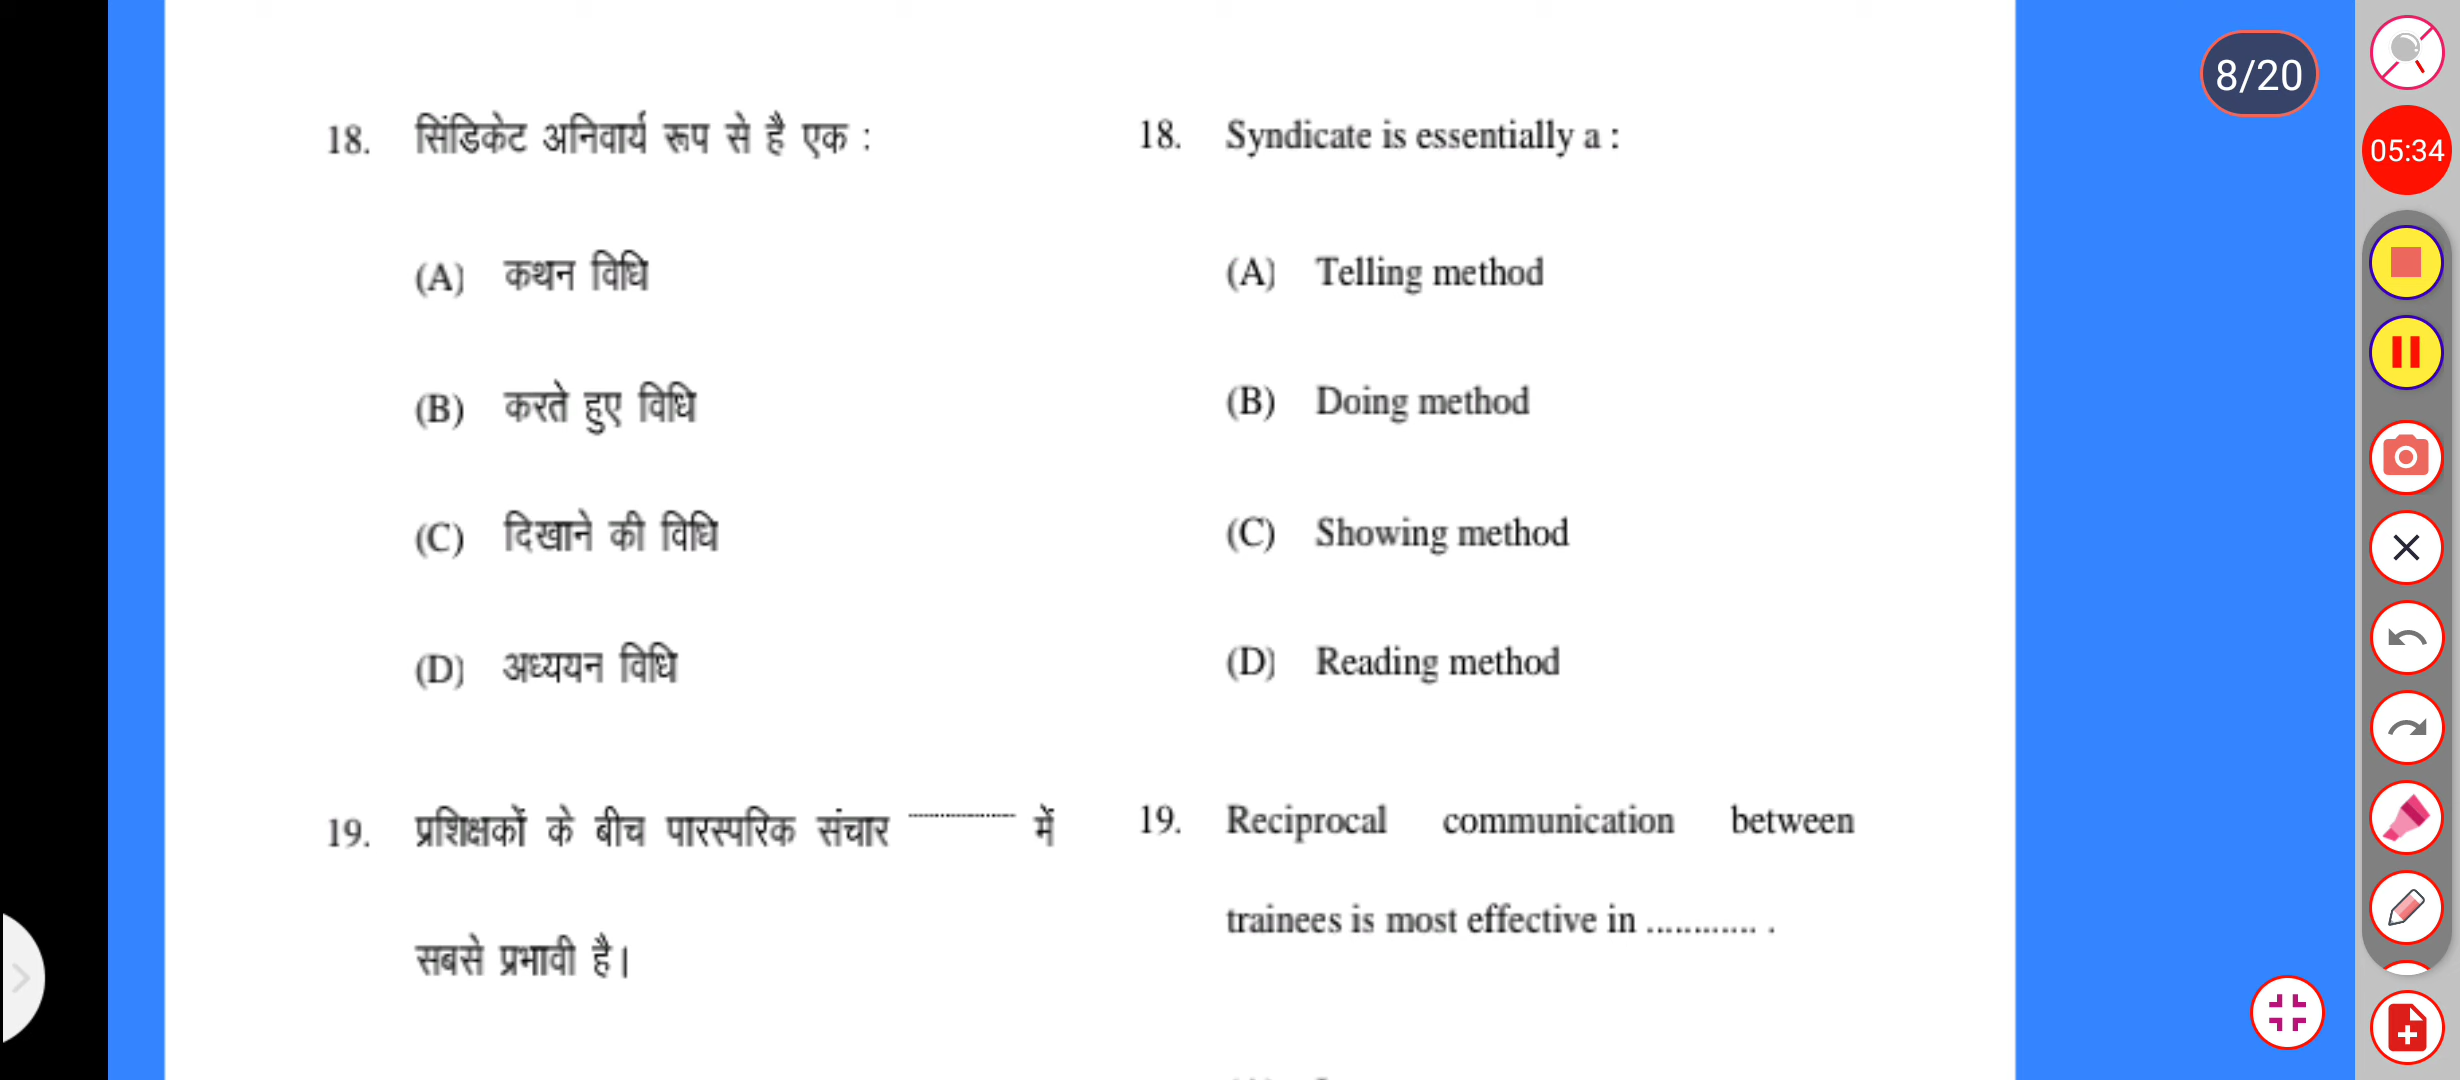 8/20
05:34
18. सिंडिकेट अनिवार्य रूप से है एक :
(A) कथन विधि
(B) करते हुए विधि
(C) दिखाने की विधि
(D) अध्ययन विधि
19. प्रशिक्षकों के बीच पारस्परिक संचार ............ में
सबसे प्रभावी है।
18. Syndicate is essentially a :
(A) Telling method
(B) Doing method
(C) Showing method
(D) Reading method
19. Reciprocal communication between
trainees is most effective in ............ .